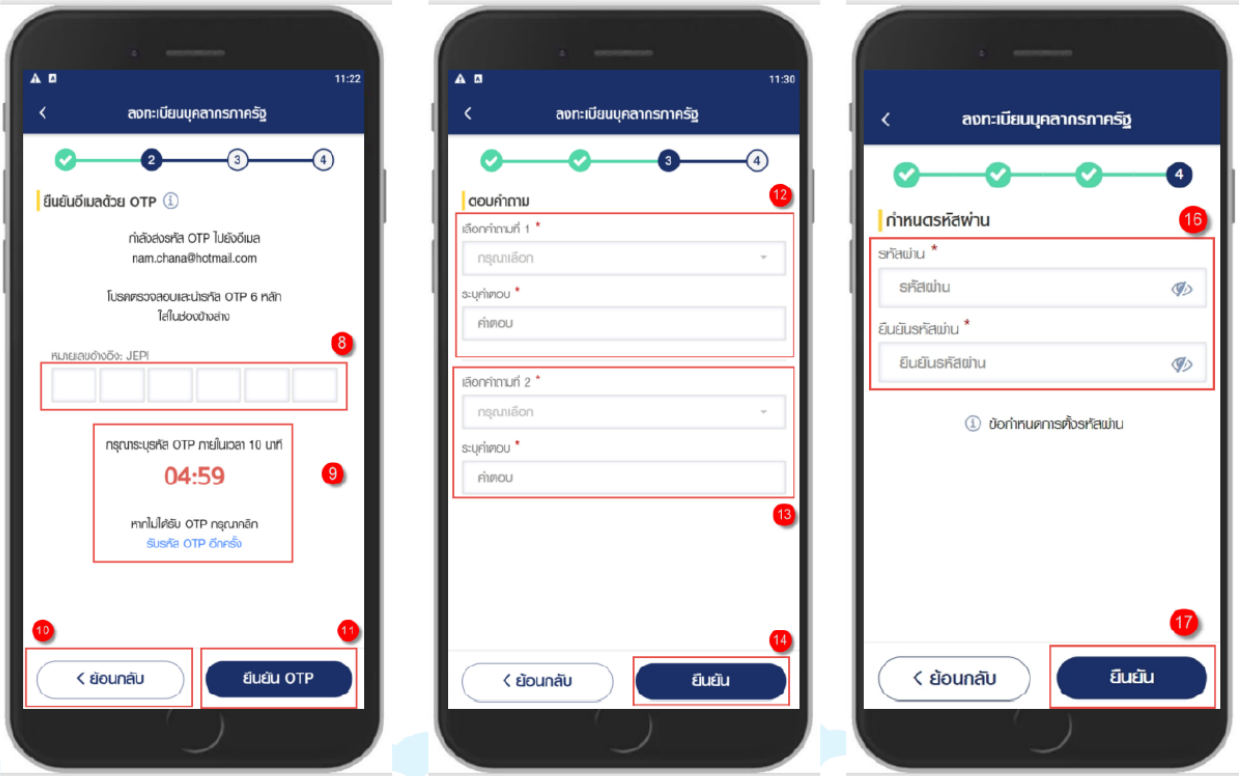 11:22
ลงทะเบียนบุคลากรภาครัฐ
2
3
4
ยืนยันอีเมลด้วย OTP
กำลังส่งรหัส OTP ไปยังอีเมล
nam.chana@hotmail.com
โปรดตรวจสอบและนำรหัส OTP 6 หลัก
ใส่ในช่องข้างล่าง
8
หมายเลขอ้างอิง: JEPI
กรุณาระบุรหัส OTP ภายในเวลา 10 นาที
04:59
9
หากไม่ได้รับ OTP กรุณาคลิก
รับรหัส OTP อีกครั้ง
10
11
< ย้อนกลับ
ยืนยัน OTP
11:30
ลงทะเบียนบุคลากรภาครัฐ
3
4
12
ตอบคำถาม
เลือกคำถามที่ 1 *
กรุณาเลือก
ระบุคำตอบ *
คำตอบ
เลือกคำถามที่ 2 *
กรุณาเลือก
ระบุคำตอบ *
คำตอบ
13
14
< ย้อนกลับ
ยืนยัน
ลงทะเบียนบุคลากรภาครัฐ
4
กำหนดรหัสผ่าน
16
รหัสผ่าน *
รหัสผ่าน
ยืนยันรหัสผ่าน *
ยืนยันรหัสผ่าน
ข้อกำหนดการตั้งรหัสผ่าน
17
< ย้อนกลับ
ยืนยัน